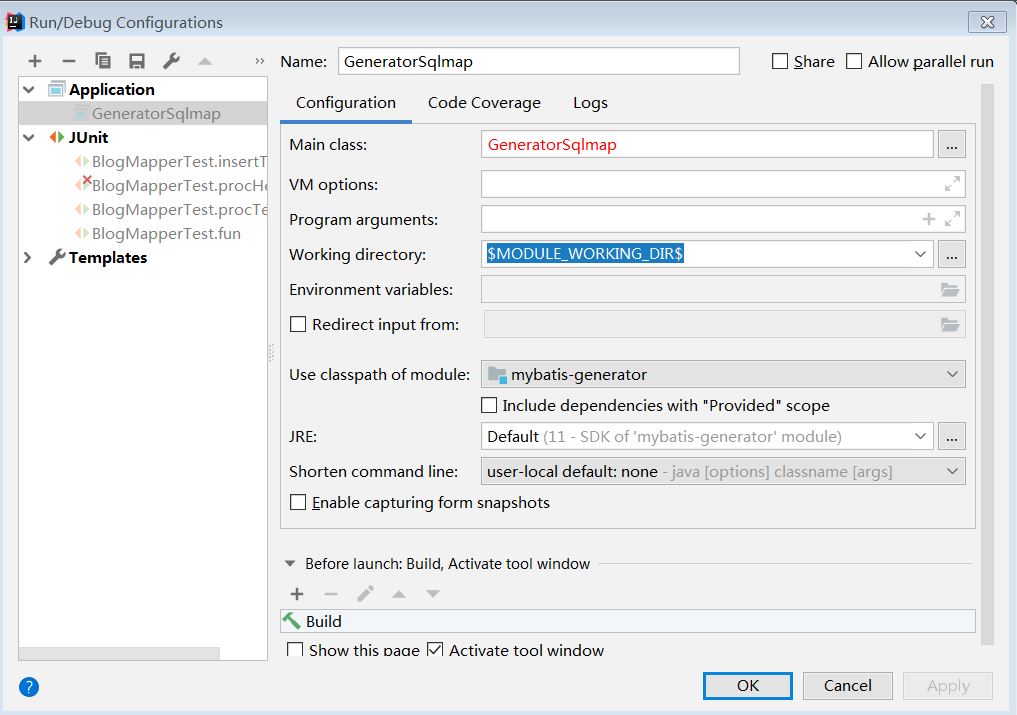 Run/Debug Configurations
Name: GeneratorSqlmap
Share Allow parallel run
Application
GeneratorSqlmap
JUnit
BlogMapperTest.insertT
BlogMapperTest.procHe
BlogMapperTest.procTe
BlogMapperTest.fun
Templates
Configuration Code Coverage Logs
Main class: GeneratorSqlmap ...
VM options:
Program arguments:
Working directory: $MODULE_WORKING_DIR$ ...
Environment variables:
Redirect input from:
Use classpath of module: mybatis-generator
Include dependencies with "Provided" scope
JRE: Default (11 - SDK of 'mybatis-generator' module) ...
Shorten command line: user-local default: none - java [options] classname [args]
Enable capturing form snapshots
Before launch: Build, Activate tool window
Build
Show this page Activate tool window
? OK Cancel Apply